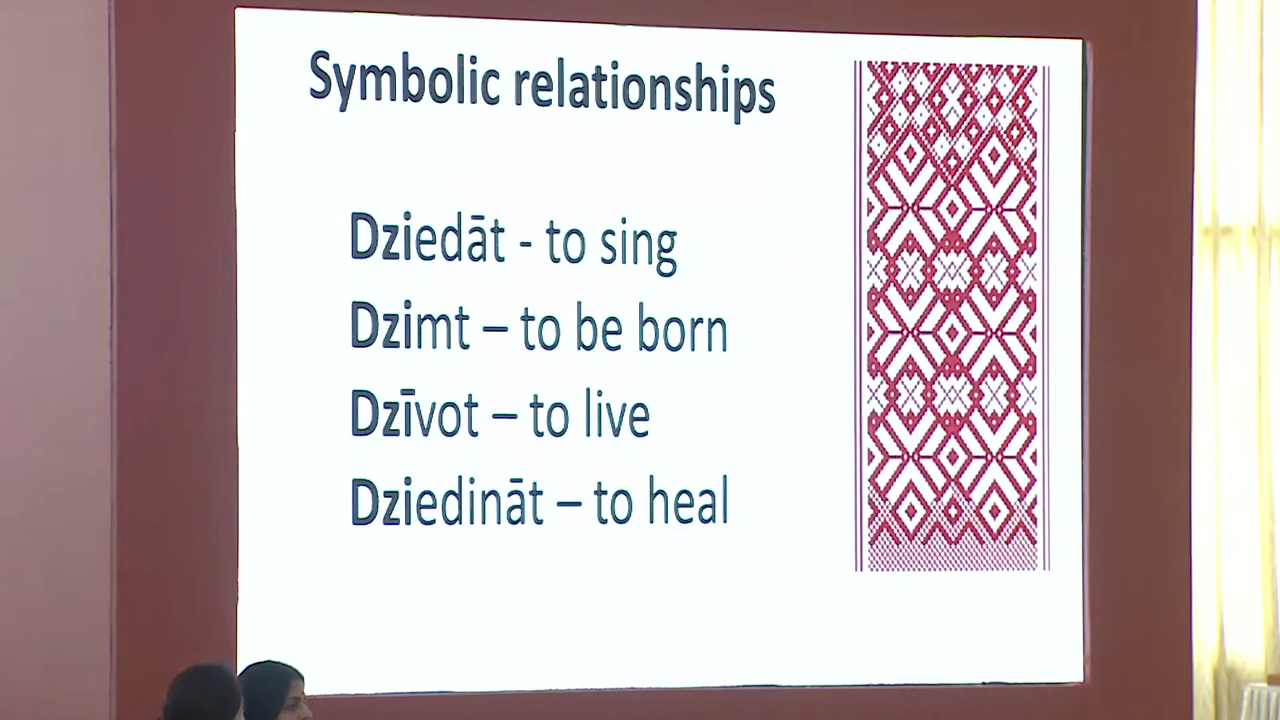 Symbolic relationships
Dziedāt - to sing
Dzimt – to be born
Dzīvot – to live
Dziedināt – to heal